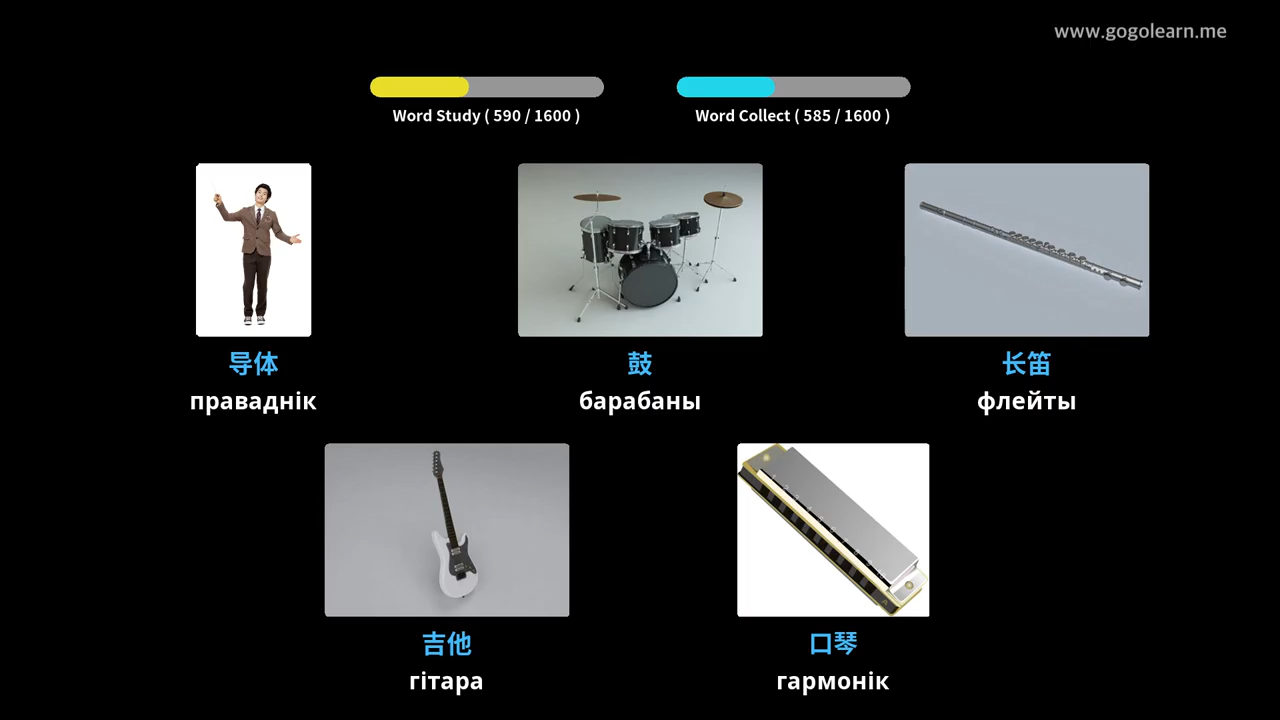 www.gogolearn.me
Word Study ( 590 / 1600 )
Word Collect ( 585 / 1600 )
导体
праваднік
鼓
барабаны
长笛
флейты
吉他
гітара
口琴
гармонік